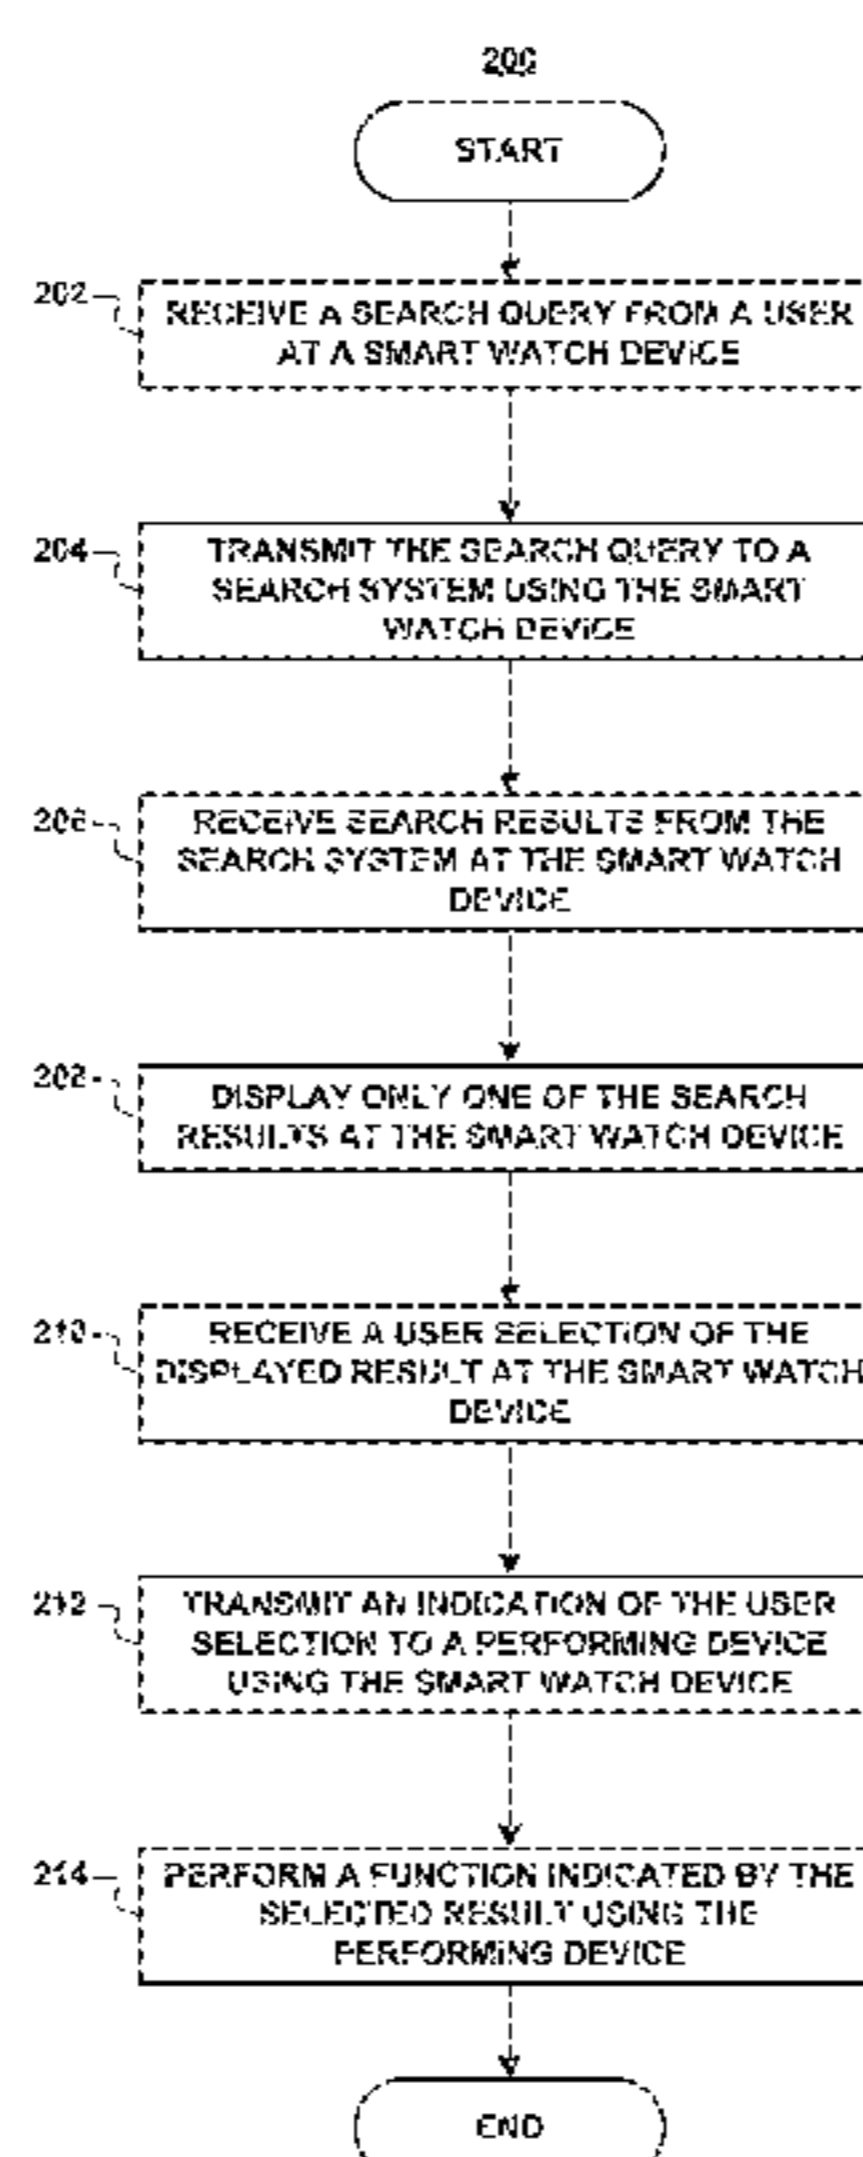 200
START
202
RECEIVE A SEARCH QUERY FROM A USER
AT A SMART WATCH DEVICE
204
TRANSMIT THE SEARCH QUERY TO A
SEARCH SYSTEM USING THE SMART
WATCH DEVICE
206
RECEIVE SEARCH RESULTS FROM THE
SEARCH SYSTEM AT THE SMART WATCH
DEVICE
208
DISPLAY ONLY ONE OF THE SEARCH
RESULTS AT THE SMART WATCH DEVICE
210
RECEIVE A USER SELECTION OF THE
DISPLAYED RESULT AT THE SMART WATCH
DEVICE
212
TRANSMIT AN INDICATION OF THE USER
SELECTION TO A PERFORMING DEVICE
USING THE SMART WATCH DEVICE
214
PERFORM A FUNCTION INDICATED BY THE
SELECTED RESULT USING THE
PERFORMING DEVICE
END